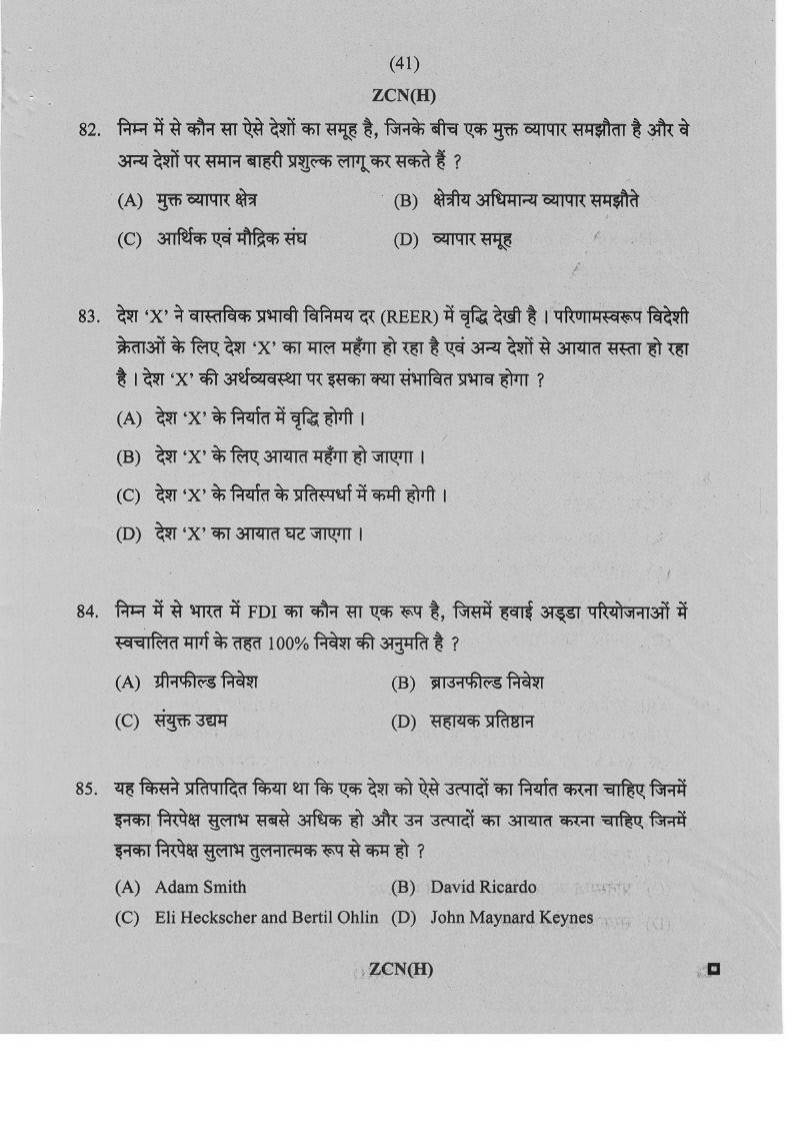 (41)
ZCN(H)
82. निम्न में से कौन सा ऐसे देशों का समूह है, जिनके बीच एक मुक्त व्यापार समझौता है और वे
अन्य देशों पर समान बाहरी प्रशुल्क लागू कर सकते हैं ?
(A) मुक्त व्यापार क्षेत्र (B) क्षेत्रीय अधिमान्य व्यापार समझौते
(C) आर्थिक एवं मौद्रिक संघ (D) व्यापार समूह
83. देश ‘X’ ने वास्तविक प्रभावी विनिमय दर (REER) में वृद्धि देखी है । परिणामस्वरूप विदेशी
क्रेताओं के लिए देश ‘X’ का माल महँगा हो रहा है एवं अन्य देशों से आयात सस्ता हो रहा
है । देश ‘X’ की अर्थव्यवस्था पर इसका क्या संभावित प्रभाव होगा ?
(A) देश ‘X’ के निर्यात में वृद्धि होगी ।
(B) देश ‘X’ के लिए आयात महँगा हो जाएगा ।
(C) देश ‘X’ के निर्यात के प्रतिस्पर्धा में कमी होगी ।
(D) देश ‘X’ का आयात घट जाएगा ।
84. निम्न में से भारत में FDI का कौन सा एक रूप है, जिसमें हवाई अड्डा परियोजनाओं में
स्वचालित मार्ग के तहत 100% निवेश की अनुमति है ?
(A) ग्रीनफील्ड निवेश (B) ब्राउनफील्ड निवेश
(C) संयुक्त उद्यम (D) सहायक प्रतिष्ठान
85. यह किसने प्रतिपादित किया था कि एक देश को ऐसे उत्पादों का निर्यात करना चाहिए जिनमें
इनका निरपेक्ष सुलाभ सबसे अधिक हो और उन उत्पादों का आयात करना चाहिए जिनमें
इनका निरपेक्ष सुलाभ तुलनात्मक रूप से कम हो ?
(A) Adam Smith (B) David Ricardo
(C) Eli Heckscher and Bertil Ohlin (D) John Maynard Keynes
ZCN(H)